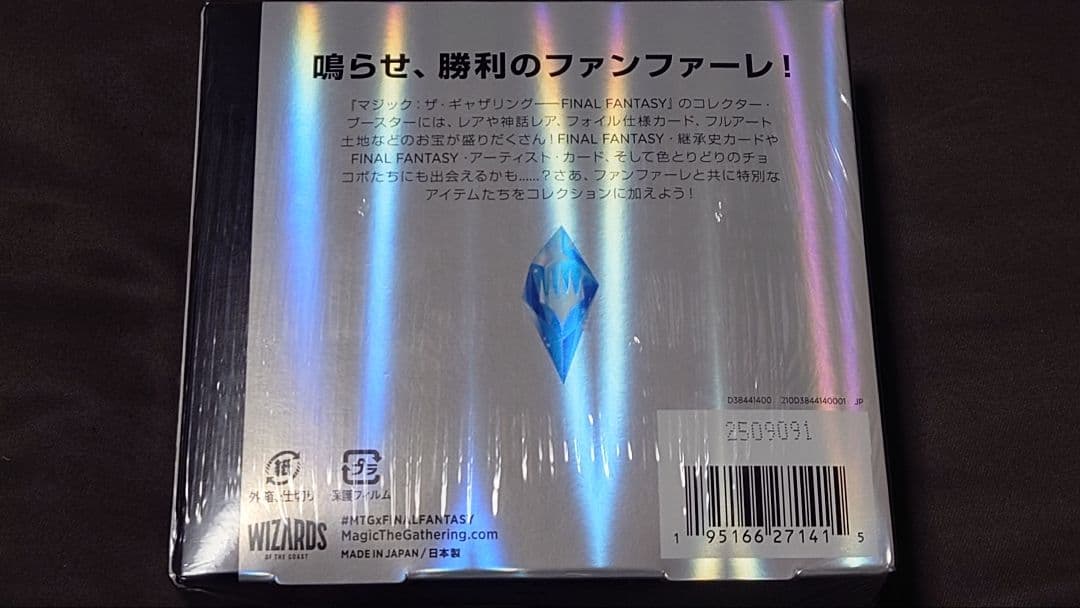 鳴らせ、勝利のファンファーレ！
『マジック：ザ・ギャザリング——FINAL FANTASY』のコレクター・
ブースターには、レアや神話レア、フォイル仕様カード、フルアート
土地などのお宝が盛りだくさん！FINAL FANTASY・継承史カードや
FINAL FANTASY・アーティスト・カード、そして色とりどりのチョ
コボたちにも出会えるかも……？さあ、ファンファーレと共に特別な
アイテムたちをコレクションに加えよう！
D38441400 210D3844140001 JP
2509091
紙
プラ
外箱、仕切り
保護フィルム
WIZARDS
OF THE COAST
#MTGxFINALFANTASY
MagicTheGathering.com
MADE IN JAPAN / 日本製
1 95166 27141 5